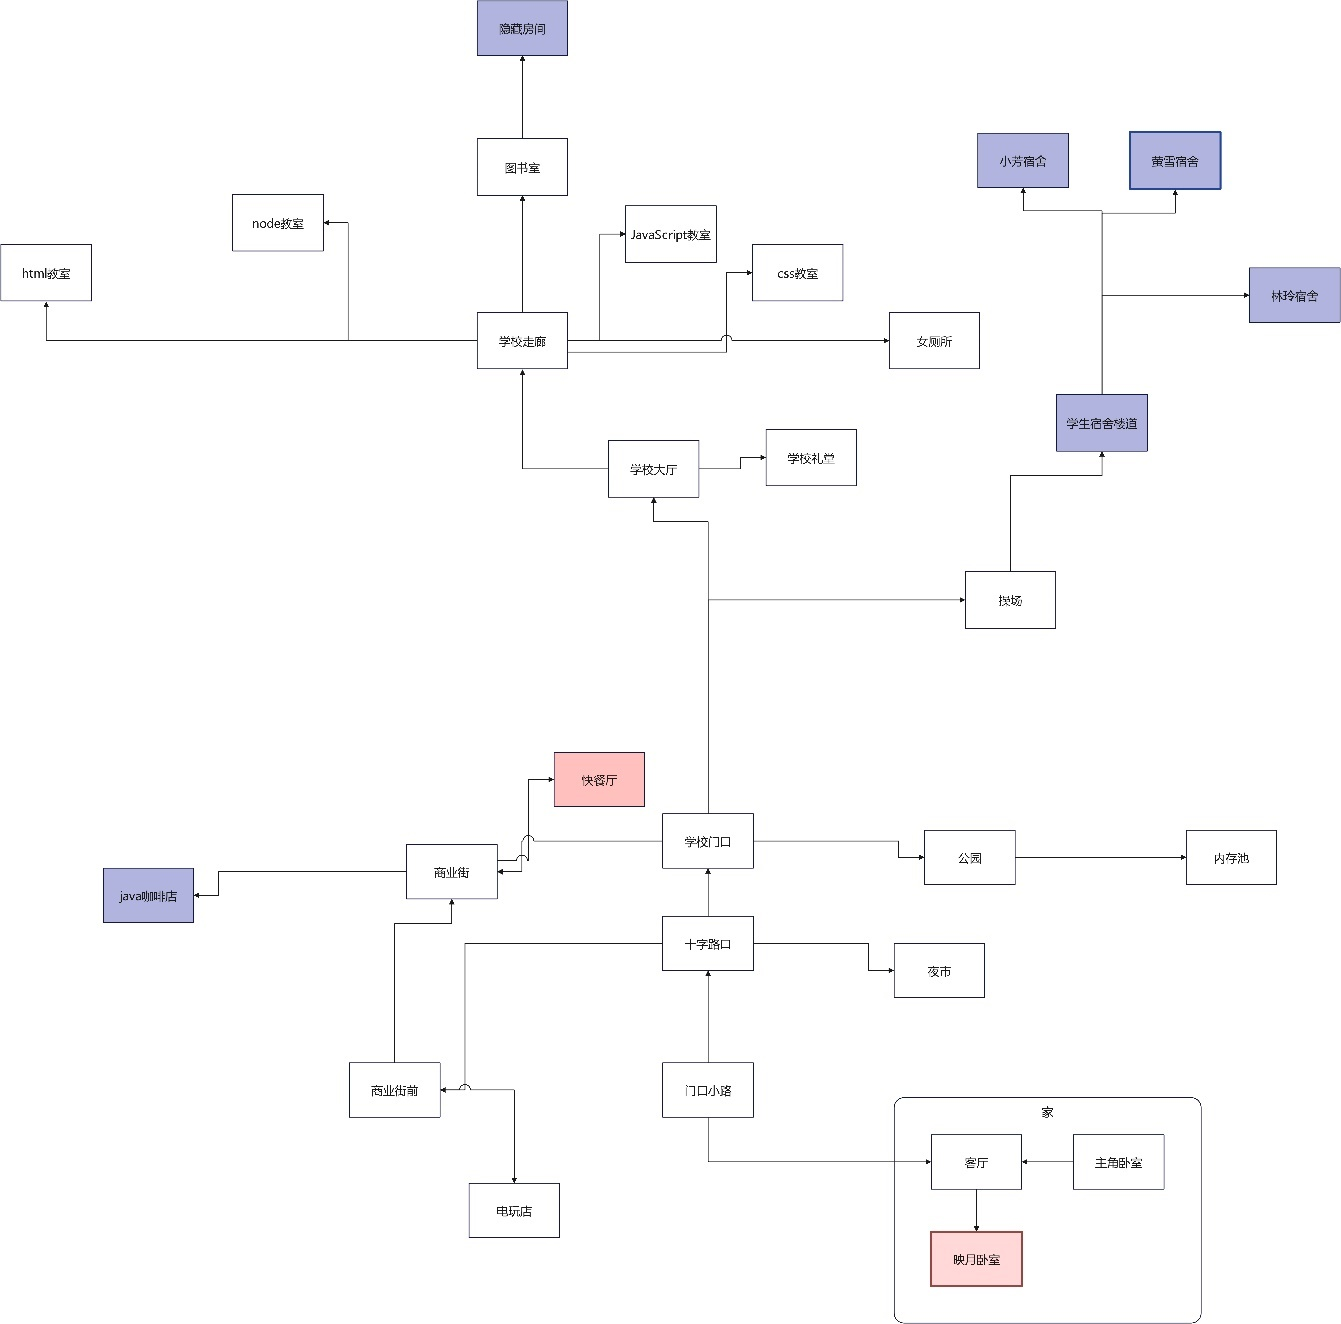 隐藏房间
图书室
小芳宿舍
萤雪宿舍
node教室
JavaScript教室
html教室
css教室
林玲宿舍
学校走廊
女厕所
学生宿舍楼道
学校大厅
学校礼堂
操场
快餐厅
学校门口
公园
内存池
商业街
java咖啡店
十字路口
夜市
商业街前
门口小路
家
客厅
主角卧室
电玩店
映月卧室